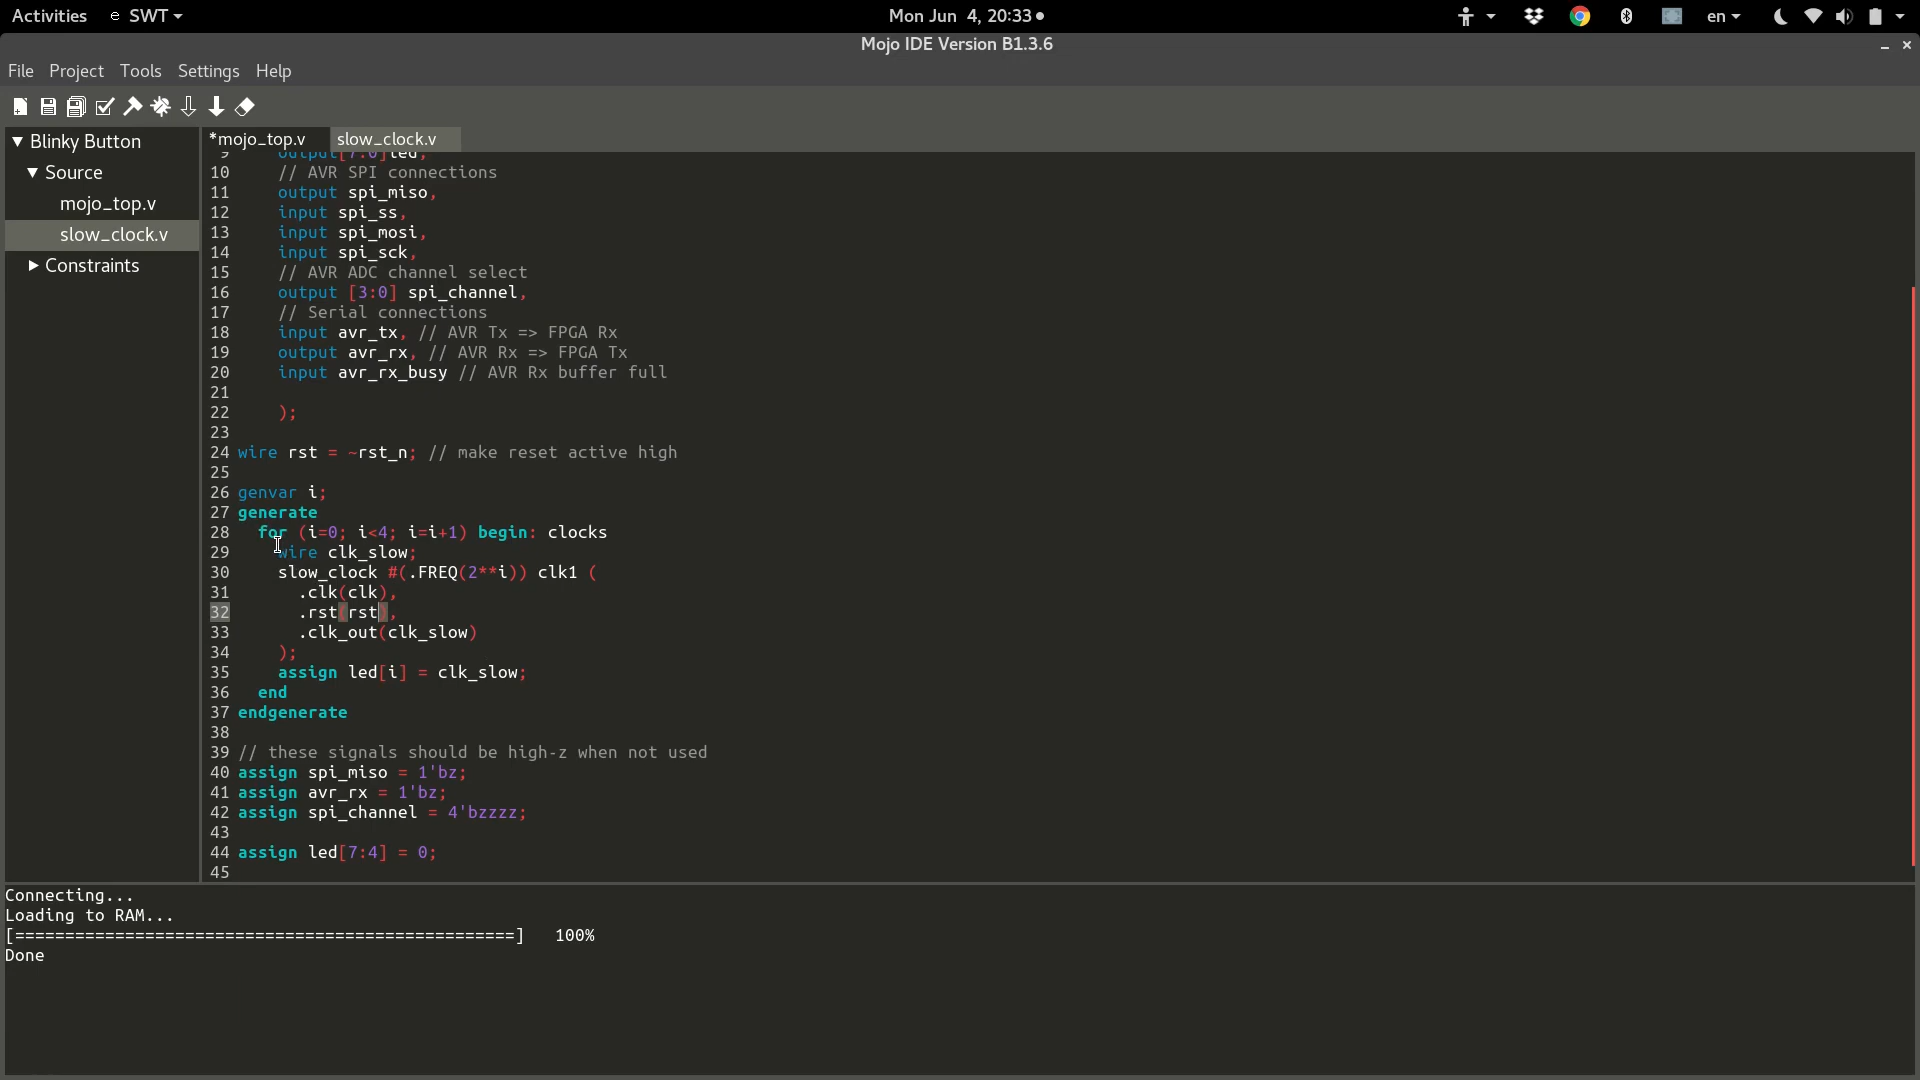 Activities SWT Mon Jun 4, 20:33 en
Mojo IDE Version B1.3.6
File Project Tools Settings Help
Blinky Button
Source
mojo_top.v
slow_clock.v
Constraints
*mojo_top.v slow_clock.v
9 output[7:0]led,
10 // AVR SPI connections
11 output spi_miso,
12 input spi_ss,
13 input spi_mosi,
14 input spi_sck,
15 // AVR ADC channel select
16 output [3:0] spi_channel,
17 // Serial connections
18 input avr_tx, // AVR Tx => FPGA Rx
19 output avr_rx, // AVR Rx => FPGA Tx
20 input avr_rx_busy // AVR Rx buffer full
21
22 );
23
24 wire rst = ~rst_n; // make reset active high
25
26 genvar i;
27 generate
28 for (i=0; i<4; i=i+1) begin: clocks
29 wire clk_slow;
30 slow_clock #(.FREQ(2**i)) clk1 (
31 .clk(clk),
32 .rst(rst),
33 .clk_out(clk_slow)
34 );
35 assign led[i] = clk_slow;
36 end
37 endgenerate
38
39 // these signals should be high-z when not used
40 assign spi_miso = 1'bz;
41 assign avr_rx = 1'bz;
42 assign spi_channel = 4'bzzzz;
43
44 assign led[7:4] = 0;
45
Connecting...
Loading to RAM...
[==================================================] 100%
Done